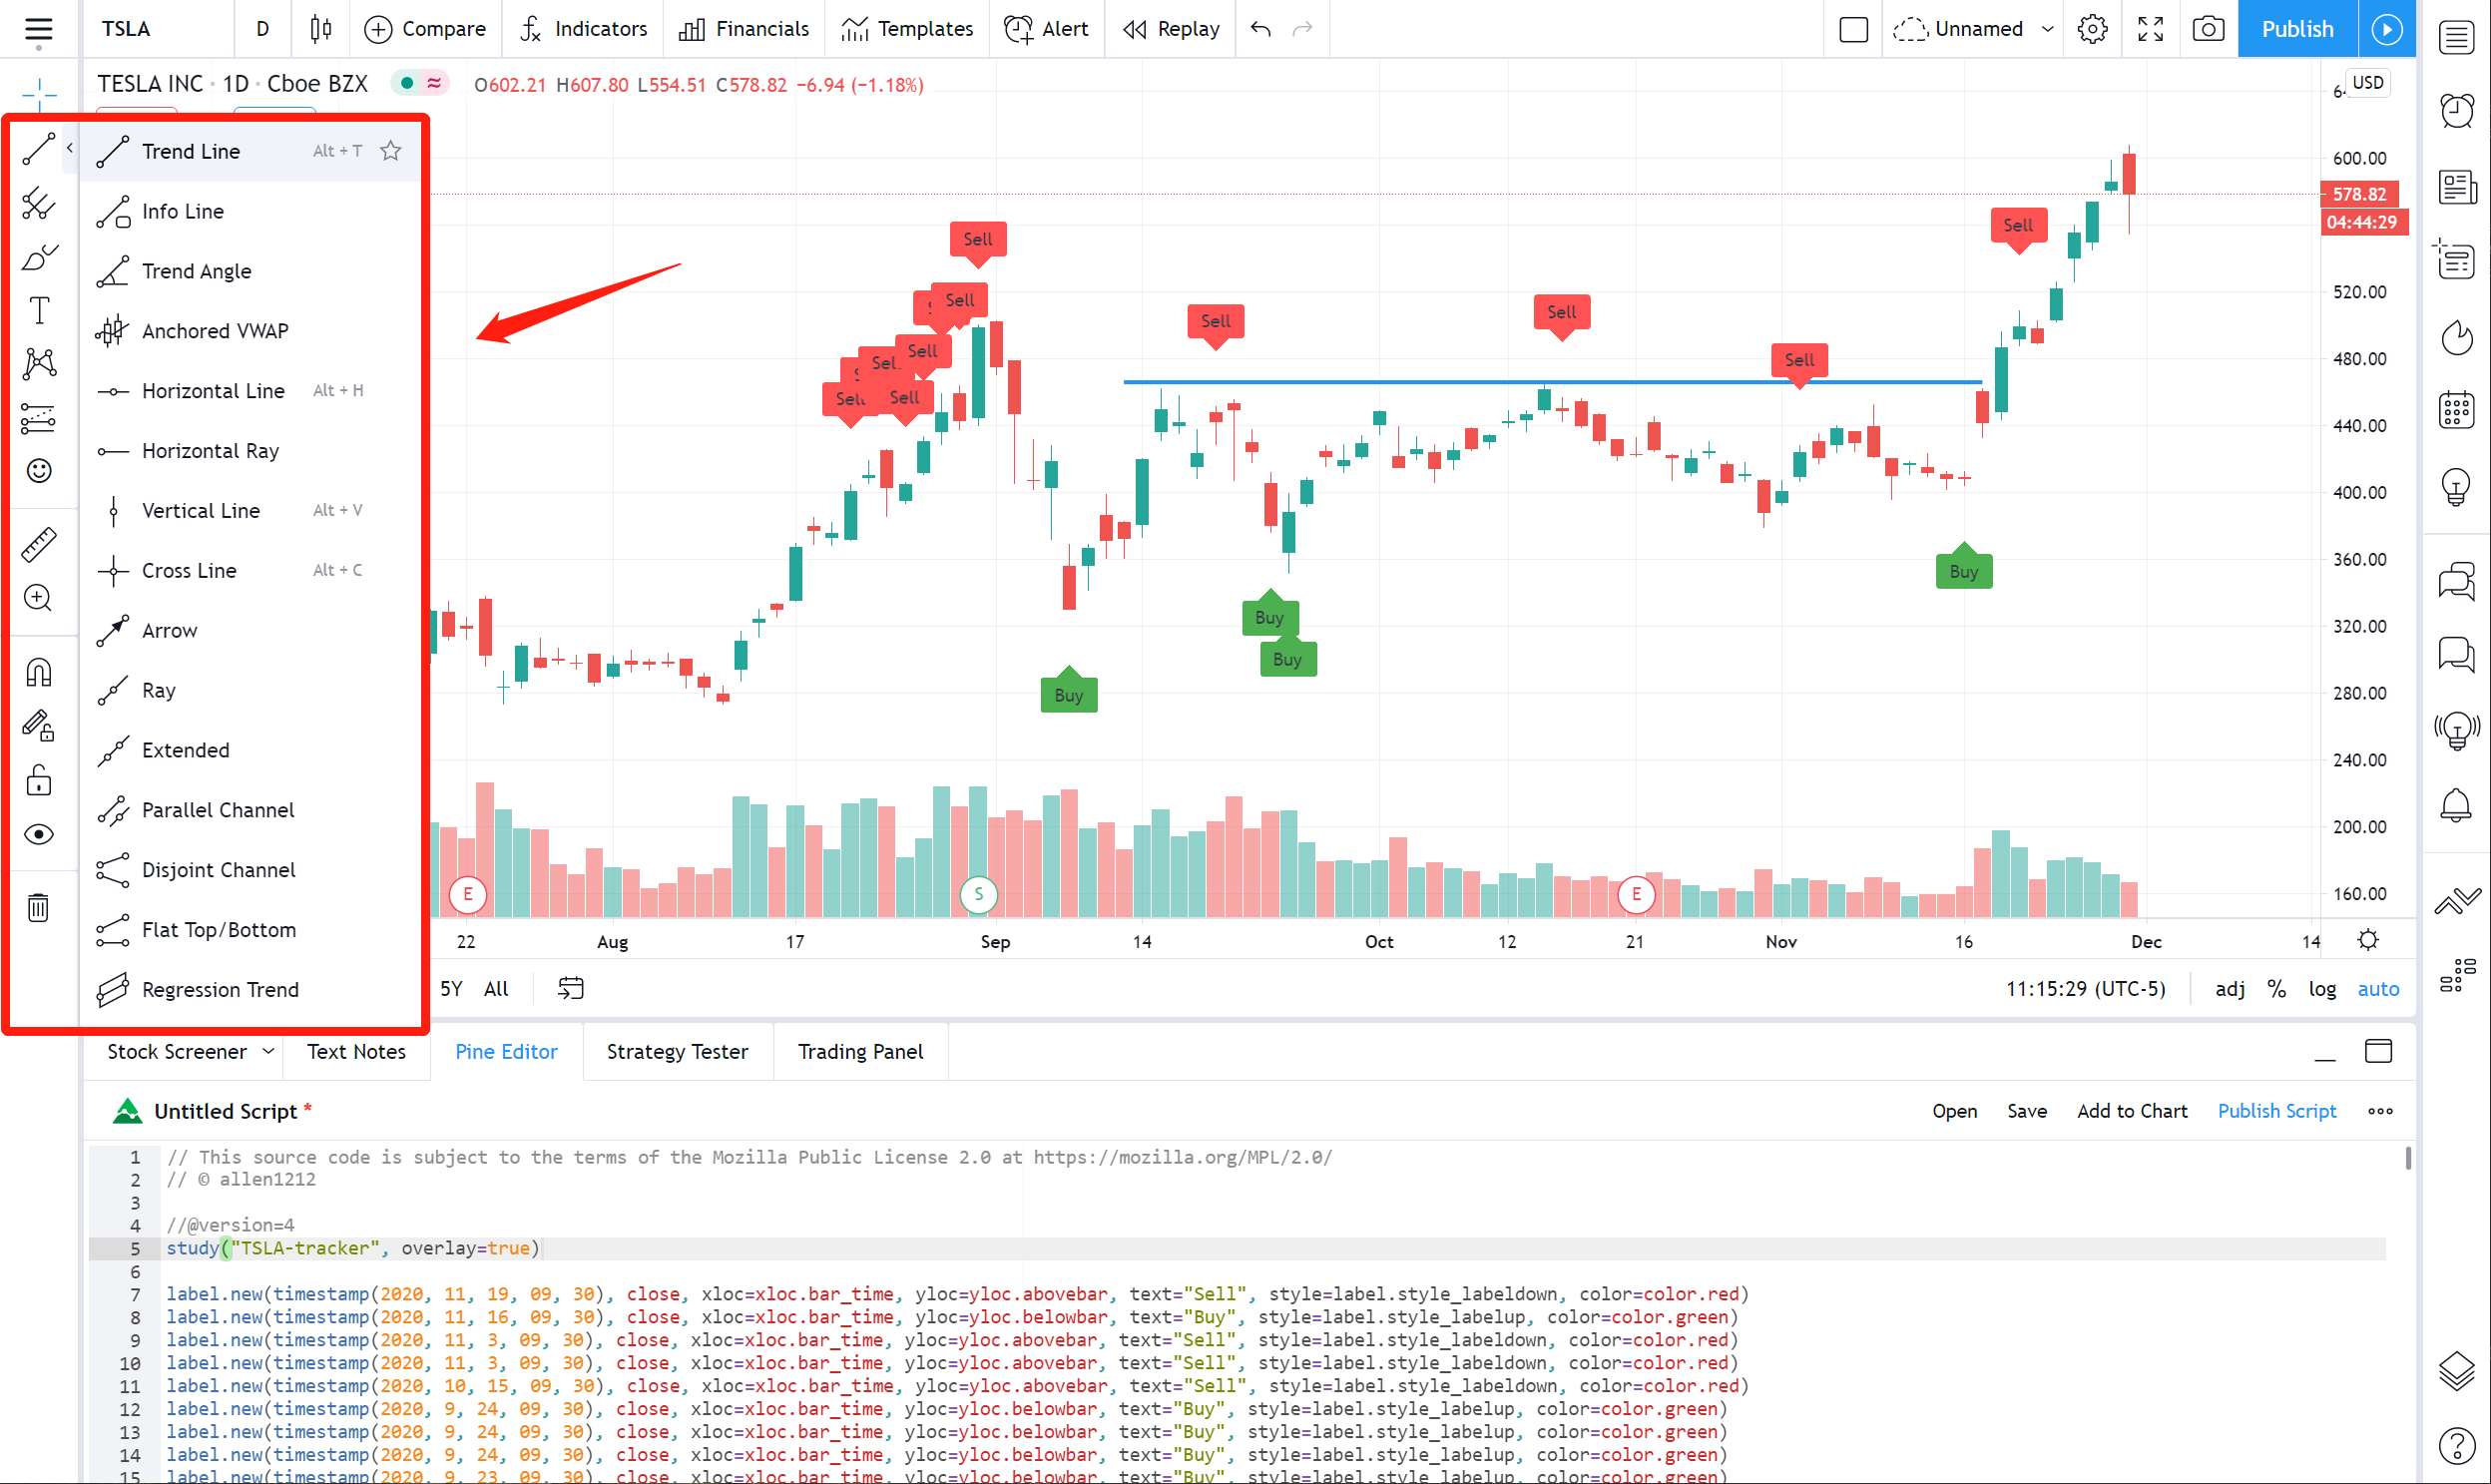 TSLA D Compare Indicators Financials Templates Alert Replay Unnamed Publish
TESLA INC · 1D · Cboe BZX O602.21 H607.80 L554.51 C578.82 −6.94 (−1.18%)
USD
Trend Line Alt + T
Info Line
Trend Angle
Anchored VWAP
Horizontal Line Alt + H
Horizontal Ray
Vertical Line Alt + V
Cross Line Alt + C
Arrow
Ray
Extended
Parallel Channel
Disjoint Channel
Flat Top/Bottom
Regression Trend
Sell
Sell
Sell
Sell
Sell
Sell
Sell
Sell
Sell
Sell
Buy
Buy
Buy
Buy
600.00
578.82
04:44:29
520.00
480.00
440.00
400.00
360.00
320.00
280.00
240.00
200.00
160.00
E
S
E
22 Aug 17 Sep 14 Oct 12 21 Nov 16 Dec 14
5Y All 11:15:29 (UTC-5) adj % log auto
Stock Screener Text Notes Pine Editor Strategy Tester Trading Panel
Untitled Script * Open Save Add to Chart Publish Script
1 // This source code is subject to the terms of the Mozilla Public License 2.0 at https://mozilla.org/MPL/2.0/
2 // © allen1212
3
4 //@version=4
5 study("TSLA-tracker", overlay=true)
6
7 label.new(timestamp(2020, 11, 19, 09, 30), close, xloc=xloc.bar_time, yloc=yloc.abovebar, text="Sell", style=label.style_labeldown, color=color.red)
8 label.new(timestamp(2020, 11, 16, 09, 30), close, xloc=xloc.bar_time, yloc=yloc.belowbar, text="Buy", style=label.style_labelup, color=color.green)
9 label.new(timestamp(2020, 11, 3, 09, 30), close, xloc=xloc.bar_time, yloc=yloc.abovebar, text="Sell", style=label.style_labeldown, color=color.red)
10 label.new(timestamp(2020, 11, 3, 09, 30), close, xloc=xloc.bar_time, yloc=yloc.abovebar, text="Sell", style=label.style_labeldown, color=color.red)
11 label.new(timestamp(2020, 10, 15, 09, 30), close, xloc=xloc.bar_time, yloc=yloc.abovebar, text="Sell", style=label.style_labeldown, color=color.red)
12 label.new(timestamp(2020, 9, 24, 09, 30), close, xloc=xloc.bar_time, yloc=yloc.belowbar, text="Buy", style=label.style_labelup, color=color.green)
13 label.new(timestamp(2020, 9, 24, 09, 30), close, xloc=xloc.bar_time, yloc=yloc.belowbar, text="Buy", style=label.style_labelup, color=color.green)
14 label.new(timestamp(2020, 9, 24, 09, 30), close, xloc=xloc.bar_time, yloc=yloc.belowbar, text="Buy", style=label.style_labelup, color=color.green)
15 label.new(timestamp(2020, 9, 23, 09, 30), close, xloc=xloc.bar_time, yloc=yloc.belowbar, text="Buy", style=label.style_labelup, color=color.green)